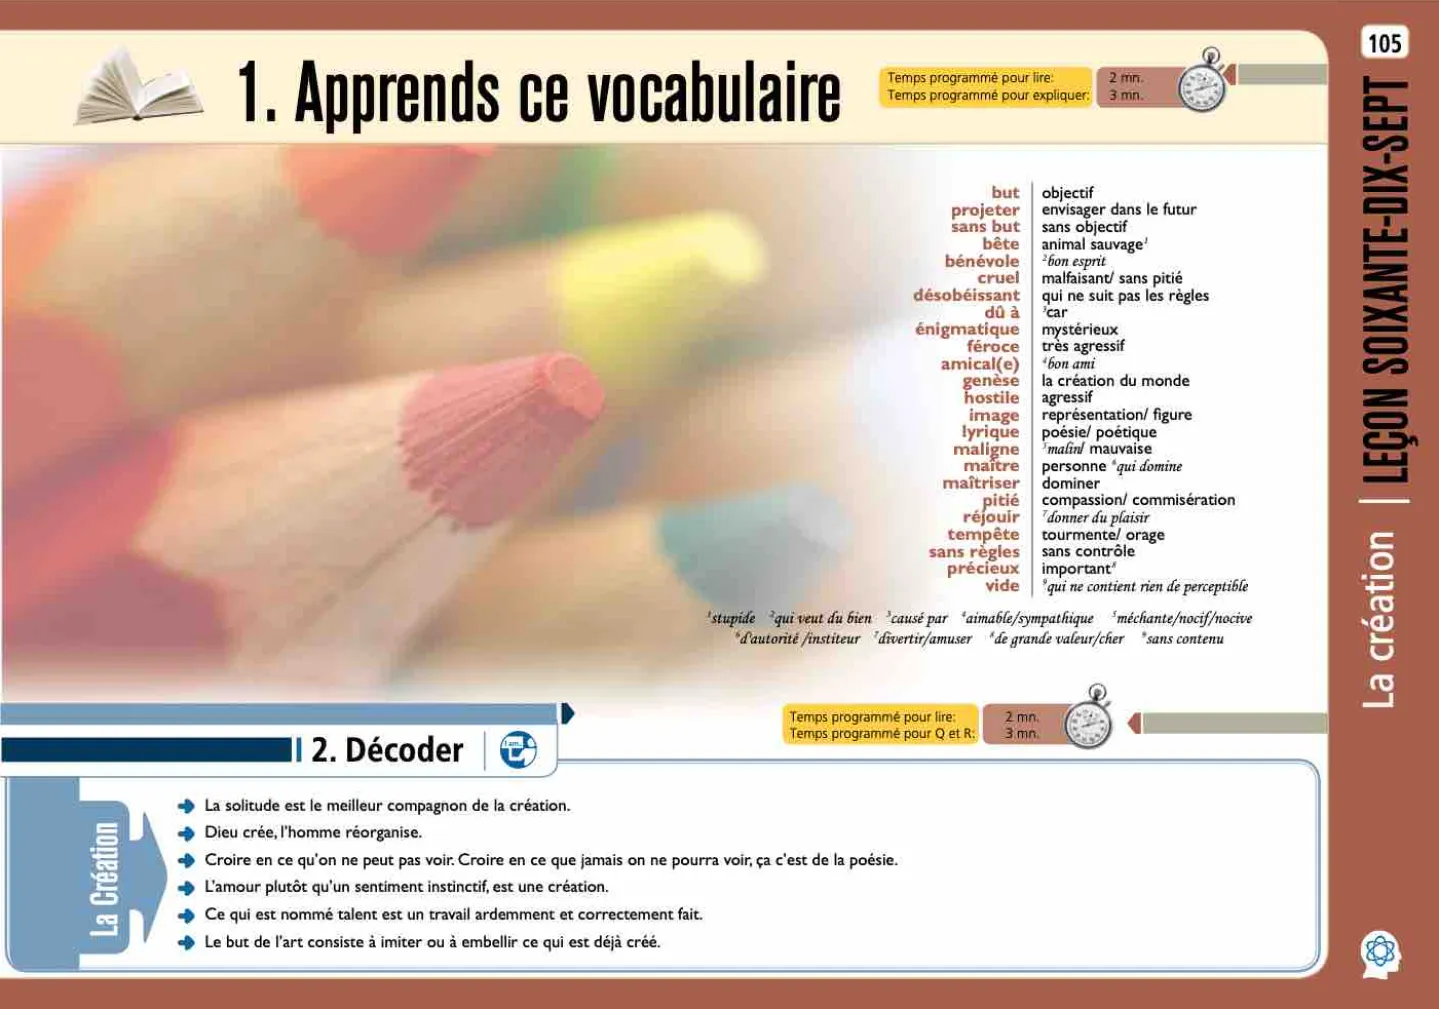 105
1. Apprends ce vocabulaire
Temps programmé pour lire: 2 mn.
Temps programmé pour expliquer: 3 mn.
but objectif
projeter envisager dans le futur
sans but sans objectif
bête animal sauvage¹
bénévole ²bon esprit
cruel malfaisant/ sans pitié
désobéissant qui ne suit pas les règles
dû à ³car
énigmatique mystérieux
féroce très agressif
amical(e) ⁴bon ami
genèse la création du monde
hostile agressif
image représentation/ figure
lyrique poésie/ poétique
maligne ⁵malin/ mauvaise
maître personne ⁶qui domine
maîtriser dominer
pitié compassion/ commisération
réjouir ⁷donner du plaisir
tempête tourmente/ orage
sans règles sans contrôle
précieux important⁸
vide ⁹qui ne contient rien de perceptible
¹stupide ²qui veut du bien ³causé par ⁴aimable/sympathique ⁵méchante/nocif/nocive
⁶d'autorité /institeur ⁷divertir/amuser ⁸de grande valeur/cher ⁹sans contenu
Temps programmé pour lire: 2 mn.
Temps programmé pour Q et R: 3 mn.
2. Décoder
I am...
La Création
La solitude est le meilleur compagnon de la création.
Dieu crée, l'homme réorganise.
Croire en ce qu'on ne peut pas voir. Croire en ce que jamais on ne pourra voir, ça c'est de la poésie.
L'amour plutôt qu'un sentiment instinctif, est une création.
Ce qui est nommé talent est un travail ardemment et correctement fait.
Le but de l'art consiste à imiter ou à embellir ce qui est déjà créé.
La création | LEÇON SOIXANTE-DIX-SEPT